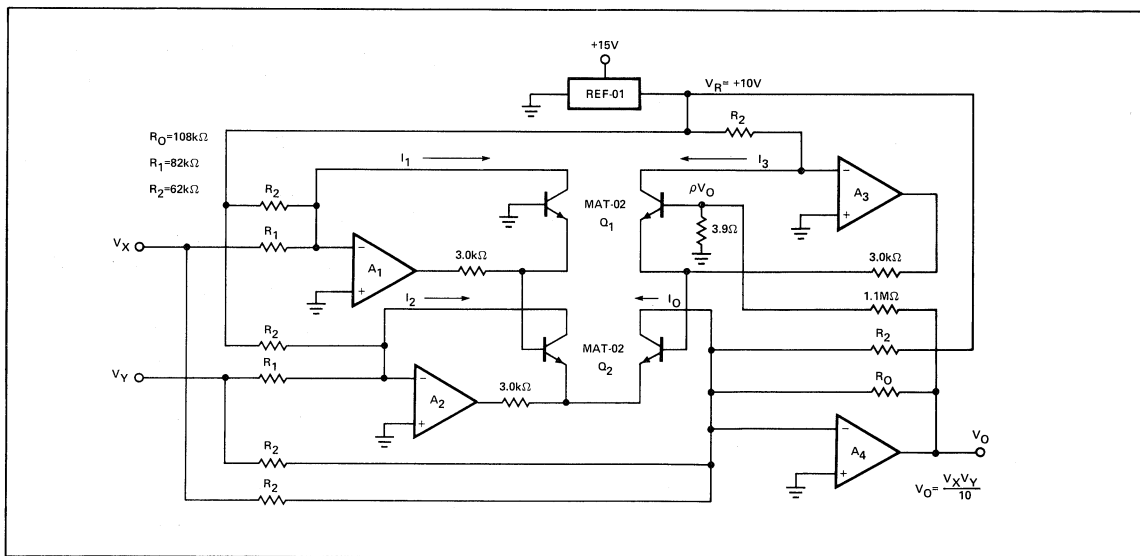 +15V
REF-01
V_R= +10V
R_O=108kΩ
R_1=82kΩ
R_2=62kΩ
R_2
I_1
I_3
R_2
MAT-02
Q_1
ρV_O
3.9Ω
−
A_3
+
V_X
R_1
−
A_1
+
3.0kΩ
3.0kΩ
I_2
I_O
1.1MΩ
R_2
MAT-02
Q_2
R_2
V_Y
R_1
−
A_2
+
3.0kΩ
R_O
R_2
−
A_4
+
V_O
R_2
V_O= V_XV_Y
10